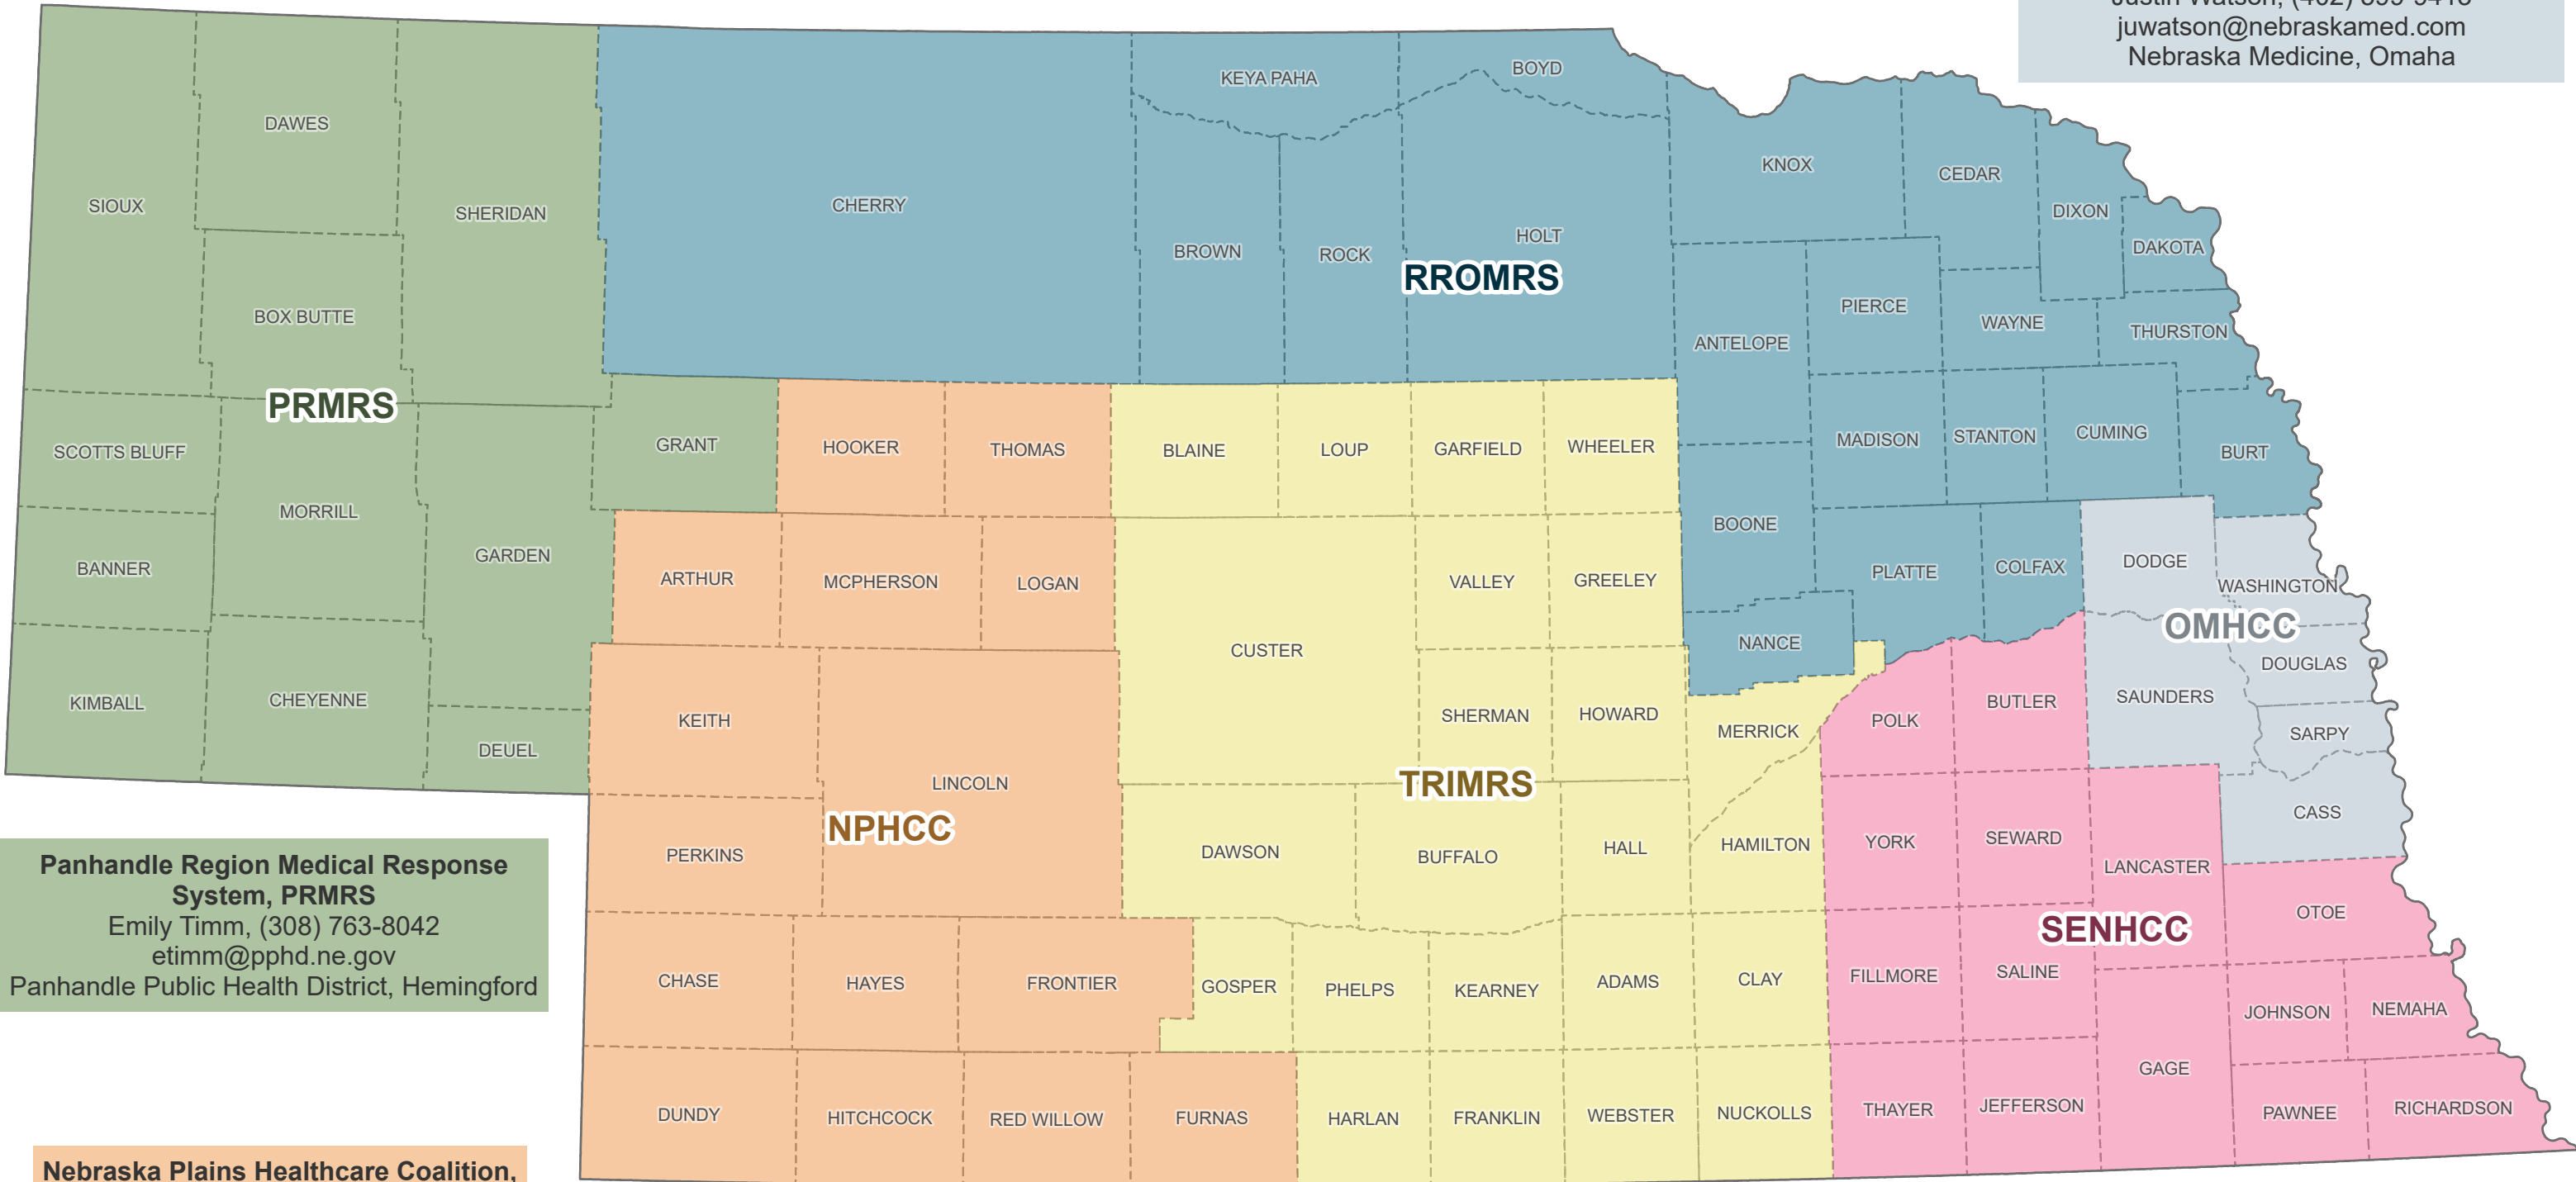 Justin Watson, (402) 899-9418
juwatson@nebraskamed.com
Nebraska Medicine, Omaha
KEYA PAHA
BOYD
DAWES
KNOX
CEDAR
SIOUX
CHERRY
SHERIDAN
DIXON
HOLT
DAKOTA
BROWN
ROCK
RROMRS
PIERCE
BOX BUTTE
WAYNE
THURSTON
ANTELOPE
PRMRS
CUMING
STANTON
MADISON
GRANT
HOOKER
THOMAS
BLAINE
LOUP
GARFIELD
WHEELER
SCOTTS BLUFF
BURT
MORRILL
BOONE
GARDEN
DODGE
BANNER
PLATTE
COLFAX
ARTHUR
MCPHERSON
LOGAN
VALLEY
GREELEY
WASHINGTON
OMHCC
NANCE
CUSTER
DOUGLAS
KIMBALL
CHEYENNE
SAUNDERS
BUTLER
KEITH
SHERMAN
HOWARD
POLK
MERRICK
SARPY
DEUEL
LINCOLN
TRIMRS
CASS
NPHCC
PERKINS
DAWSON
BUFFALO
HALL
HAMILTON
YORK
SEWARD
LANCASTER
Panhandle Region Medical Response
System, PRMRS
Emily Timm, (308) 763-8042
etimm@pphd.ne.gov
Panhandle Public Health District, Hemingford
OTOE
SENHCC
CHASE
HAYES
FRONTIER
GOSPER
PHELPS
KEARNEY
ADAMS
CLAY
FILLMORE
SALINE
JOHNSON
NEMAHA
GAGE
DUNDY
HITCHCOCK
RED WILLOW
FURNAS
HARLAN
FRANKLIN
WEBSTER
NUCKOLLS
THAYER
JEFFERSON
PAWNEE
RICHARDSON
Nebraska Plains Healthcare Coalition,